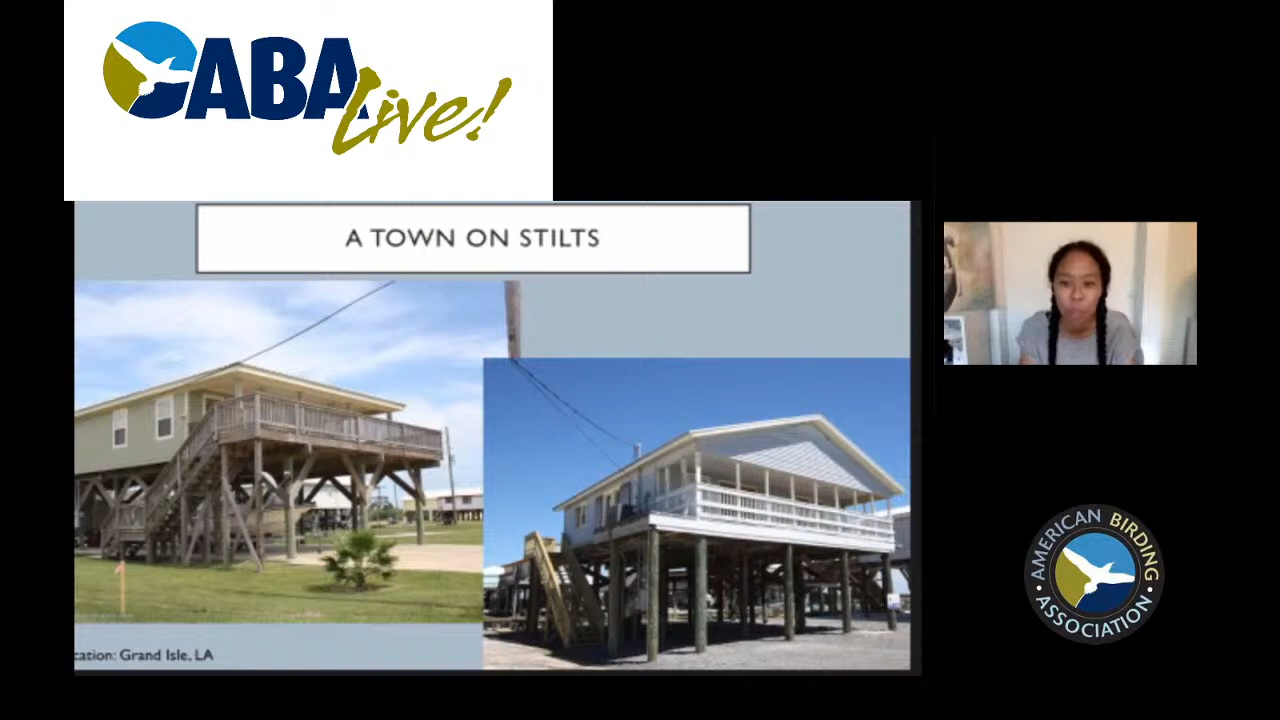 ABA
Live!
A TOWN ON STILTS
cation: Grand Isle, LA
AMERICAN BIRDING
ASSOCIATION